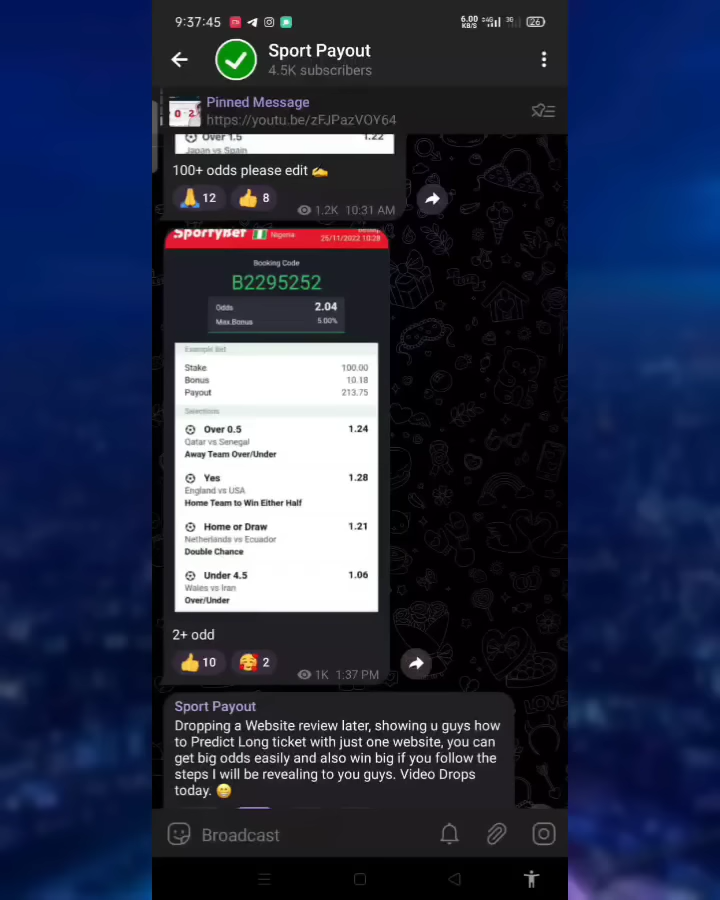 9:37:45
6.00 KB/S
4G
3G
26
Sport Payout
4.5K subscribers
Pinned Message
https://youtu.be/zFJPazVOY64
0-2
Over 1.5 1.22
Japan vs Spain
100+ odds please edit ✍
🙏 12 👍 8
1.2K 10:31 AM
SportyBet Nigeria
25/11/2022 10:28
Booking Code
B2295252
Odds 2.04
Max.Bonus 5.00%
Example Bet
Stake 100.00
Bonus 10.18
Payout 213.75
Selections
Over 0.5 1.24
Qatar vs Senegal
Away Team Over/Under
Yes 1.28
England vs USA
Home Team to Win Either Half
Home or Draw 1.21
Netherlands vs Ecuador
Double Chance
Under 4.5 1.06
Wales vs Iran
Over/Under
2+ odd
👍 10 🥰 2
1K 1:37 PM
Sport Payout
Dropping a Website review later, showing u guys how
to Predict Long ticket with just one website, you can
get big odds easily and also win big if you follow the
steps I will be revealing to you guys. Video Drops
today. 😁
Broadcast